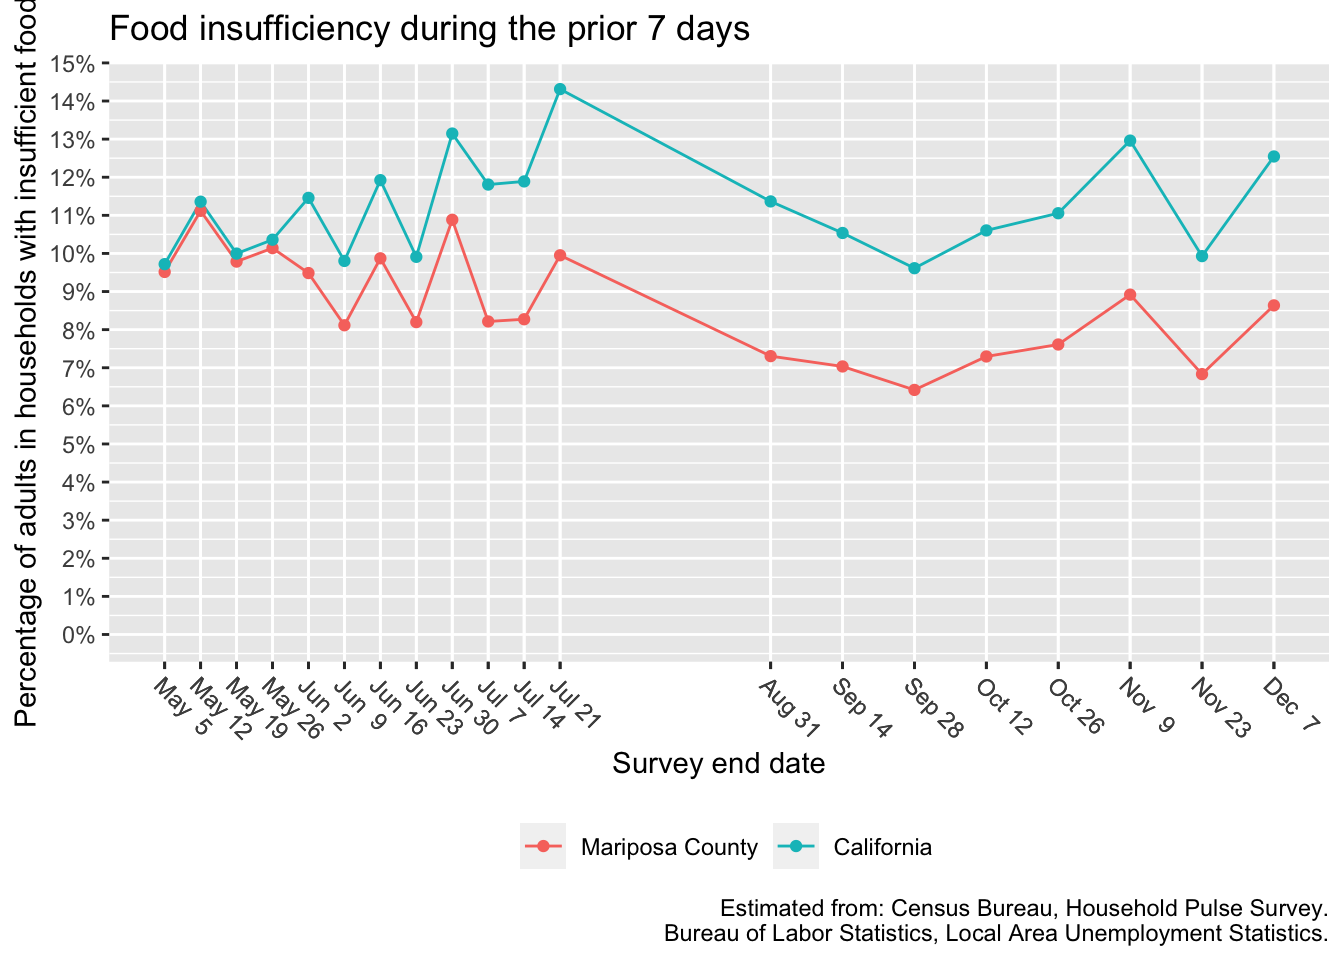 Food insufficiency during the prior 7 days
Percentage of adults in households with insufficient food
15%
14%
13%
12%
11%
10%
9%
8%
7%
6%
5%
4%
3%
2%
1%
0%
May 5
May 12
May 19
May 26
Jun 2
Jun 9
Jun 16
Jun 23
Jun 30
Jul 7
Jul 14
Jul 21
Aug 31
Sep 14
Sep 28
Oct 12
Oct 26
Nov 9
Nov 23
Dec 7
Survey end date
Mariposa County
California
Estimated from: Census Bureau, Household Pulse Survey.
Bureau of Labor Statistics, Local Area Unemployment Statistics.